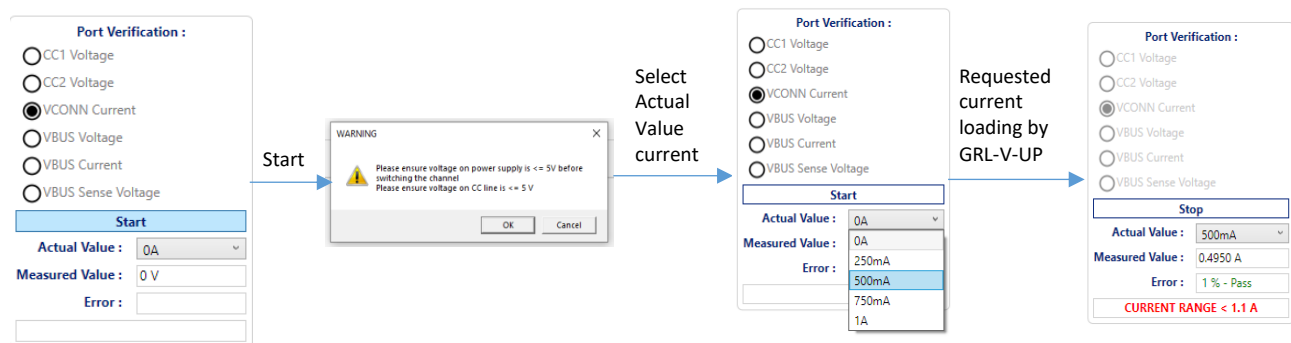 Port Verification :
CC1 Voltage
CC2 Voltage
VCONN Current
VBUS Voltage
VBUS Current
VBUS Sense Voltage
Start
Actual Value : 0A
Measured Value : 0 V
Error :
Start
WARNING
Please ensure voltage on power supply is <= 5V before
switching the channel
Please ensure voltage on CC line is <= 5 V
OK Cancel
Select
Actual
Value
current
Port Verification :
CC1 Voltage
CC2 Voltage
VCONN Current
VBUS Voltage
VBUS Current
VBUS Sense Voltage
Start
Actual Value : 0A
Measured Value : 0A
Error : 250mA
500mA
750mA
1A
Requested
current
loading by
GRL-V-UP
Port Verification :
CC1 Voltage
CC2 Voltage
VCONN Current
VBUS Voltage
VBUS Current
VBUS Sense Voltage
Stop
Actual Value : 500mA
Measured Value : 0.4950 A
Error : 1 % - Pass
CURRENT RANGE < 1.1 A